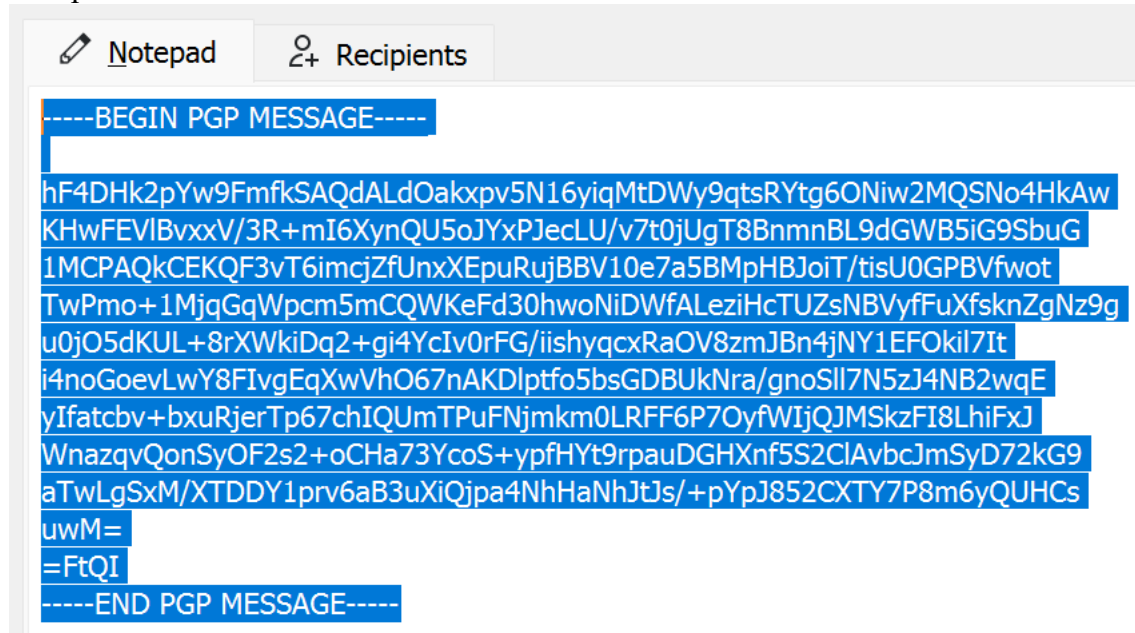 Notepad
Recipients
-----BEGIN PGP MESSAGE-----
hF4DHk2pYw9FmfkSAQdALdOakxpv5N16yiqMtDWy9qtsRYtg6ONiw2MQSNo4HkAw
KHwFEVlBvxxV/3R+mI6XynQU5oJYxPJecLU/v7t0jUgT8BnmnBL9dGWB5iG9SbuG
1MCPAQkCEKQF3vT6imcjZfUnxXEpuRujBBV10e7a5BMpHBJoiT/tisU0GPBVfwot
TwPmo+1MjqGqWpcm5mCQWKeFd30hwoNiDWfALeziHcTUZsNBVyfFuXfsknZgNz9g
u0jO5dKUL+8rXWkiDq2+gi4YcIv0rFG/iishyqcxRaOV8zmJBn4jNY1EFOkil7It
i4noGoevLwY8FIvgEqXwVhO67nAKDlptfo5bsGDBUkNra/gnoSll7N5zJ4NB2wqE
yIfatcbv+bxuRjerTp67chIQUmTPuFNjmkm0LRFF6P7OyfWIjQJMSkzFI8LhiFxJ
WnazqvQonSyOF2s2+oCHa73YcoS+ypfHYt9rpauDGHXnf5S2ClAvbcJmSyD72kG9
aTwLgSxM/XTDDY1prv6aB3uXiQjpa4NhHaNhJtJs/+pYpJ852CXTY7P8m6yQUHCs
uwM=
=FtQI
-----END PGP MESSAGE-----